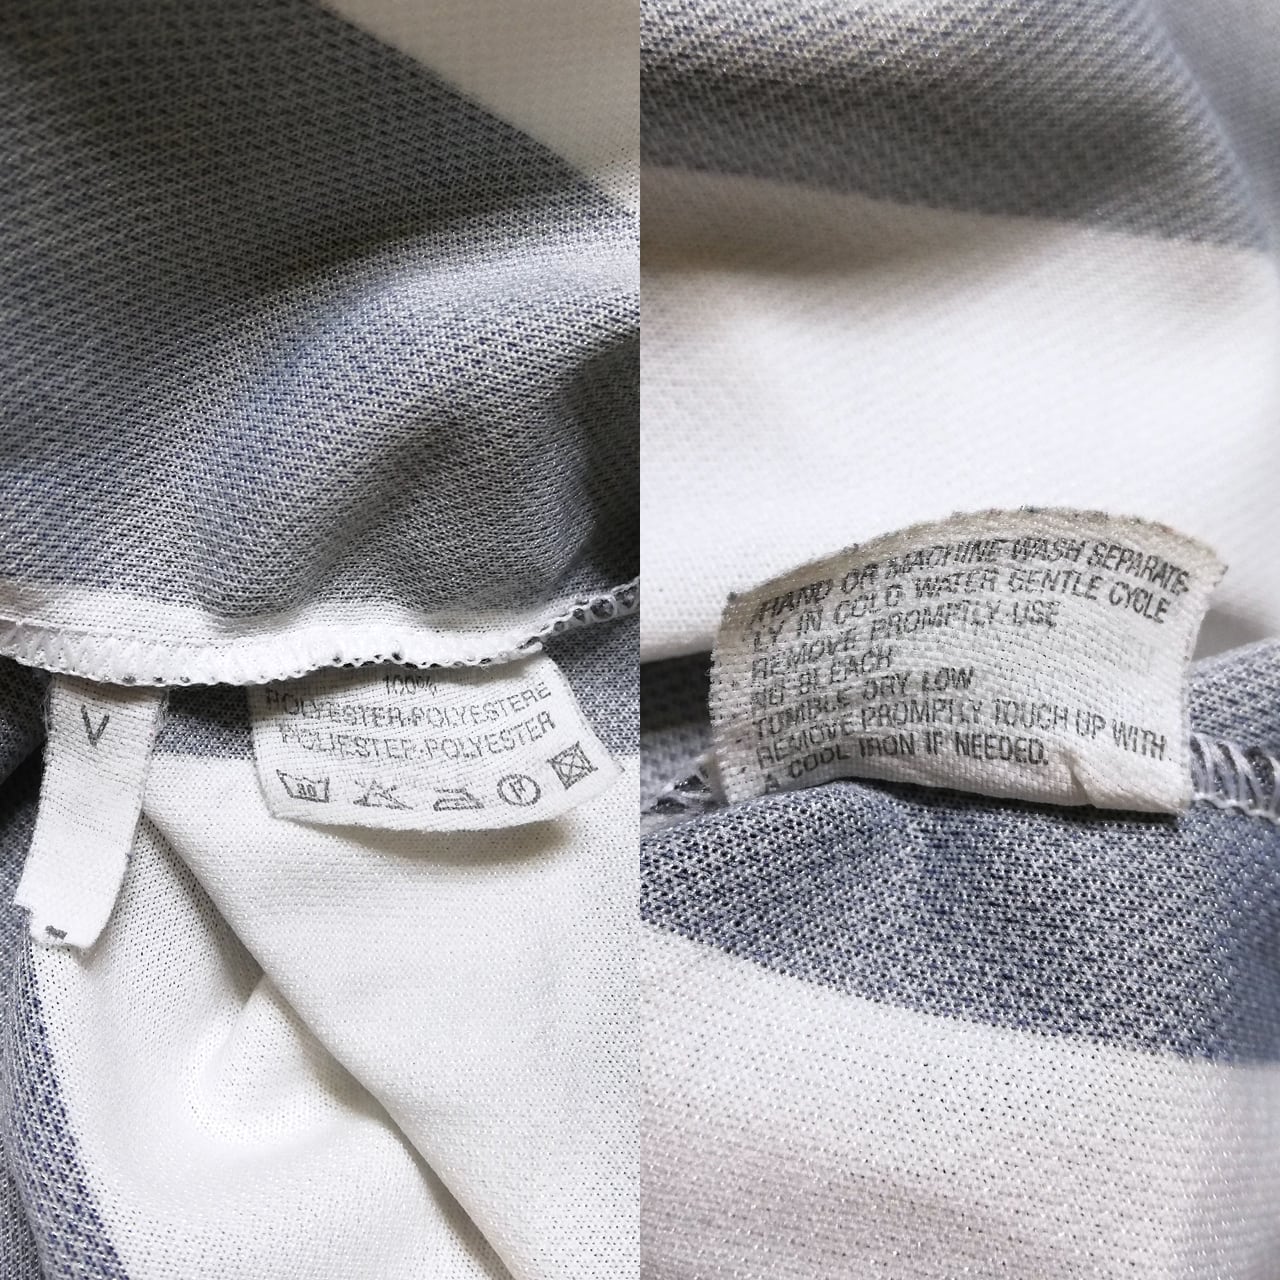 V
100%
POLYESTER-POLYESTERE
POLIESTER-POLYESTER
30
P
HAND OR MACHINE WASH SEPARATE-
LY IN COLD WATER GENTLE CYCLE
REMOVE PROMPTLY USE
NO BLEACH
TUMBLE DRY LOW
REMOVE PROMPTLY TOUCH UP WITH
A COOL IRON IF NEEDED.